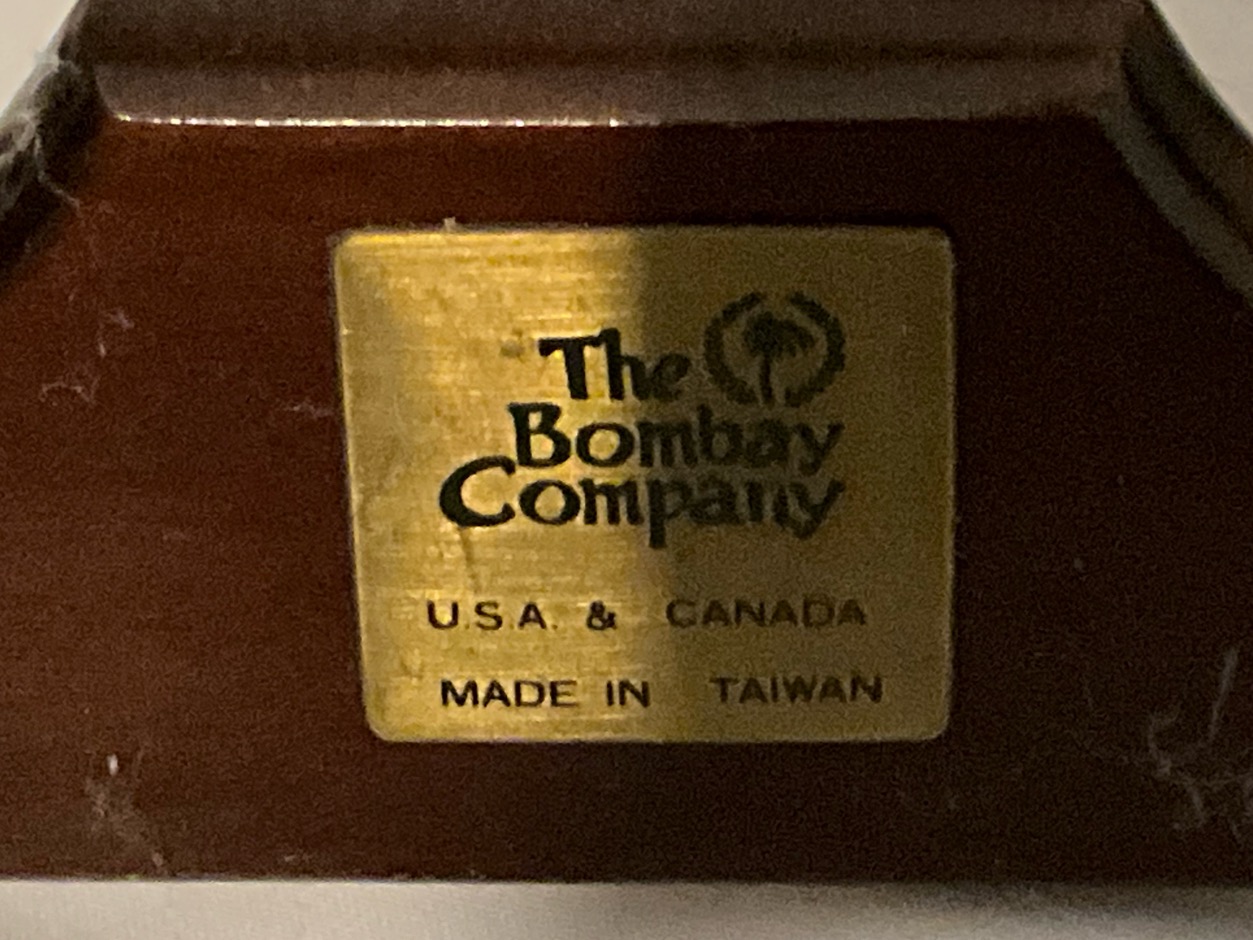 The
Bombay
Company
U.S.A. & CANADA
MADE IN TAIWAN